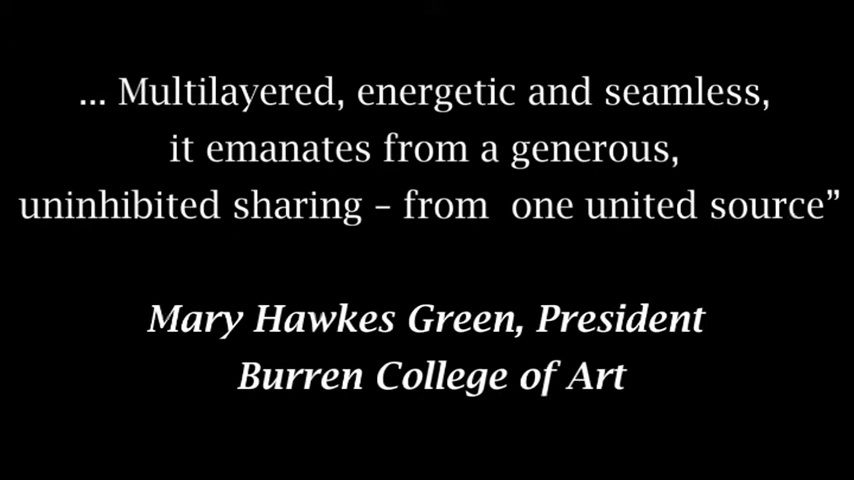 ... Multilayered, energetic and seamless,
it emanates from a generous,
uninhibited sharing – from one united source”
Mary Hawkes Green, President
Burren College of Art